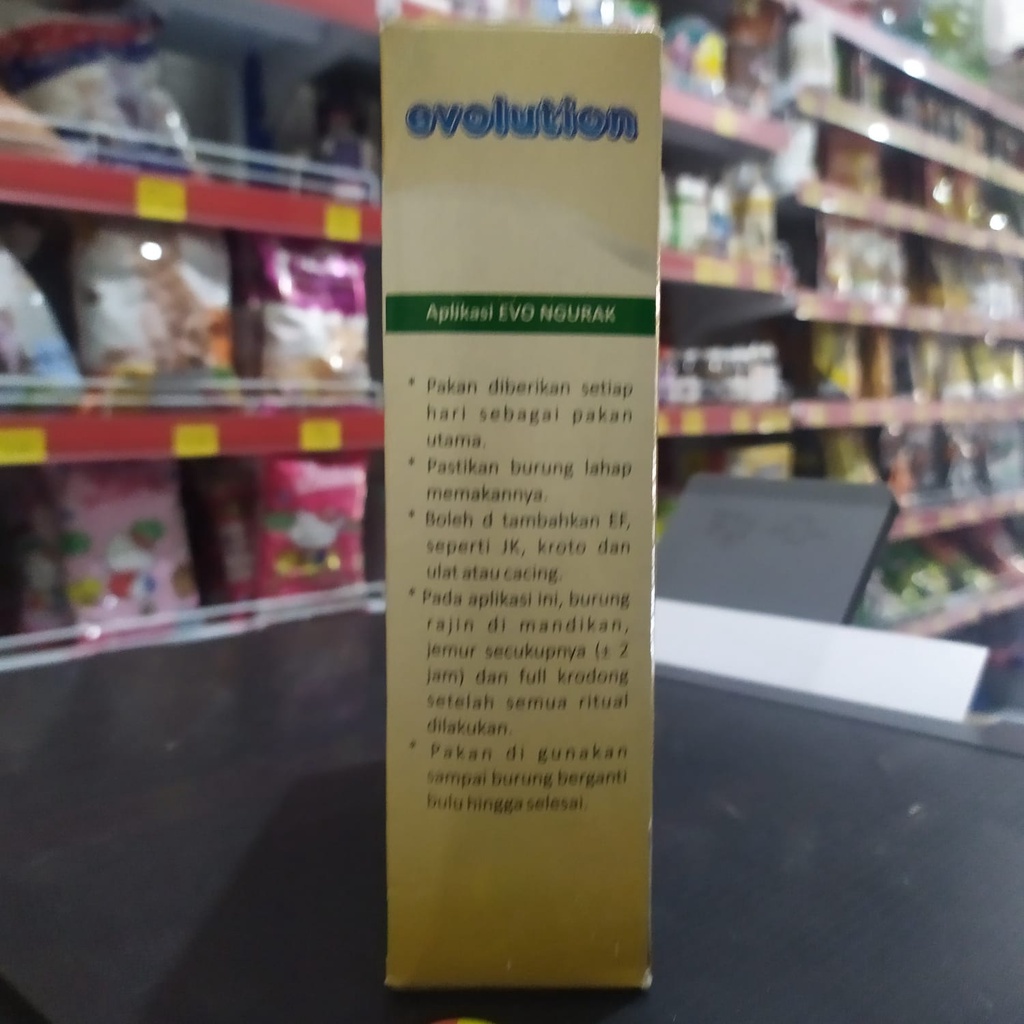 evolution
Aplikasi EVO NGURAK
* Pakan diberikan setiap
hari sebagai pakan
utama.
* Pastikan burung lahap
memakannya.
* Boleh d tambahkan EF,
seperti JK, kroto dan
ulat atau cacing.
* Pada aplikasi ini, burung
rajin di mandikan,
jemur secukupnya (± 2
jam) dan full krodong
setelah semua ritual
dilakukan.
* Pakan di gunakan
sampai burung berganti
bulu hingga selesai.